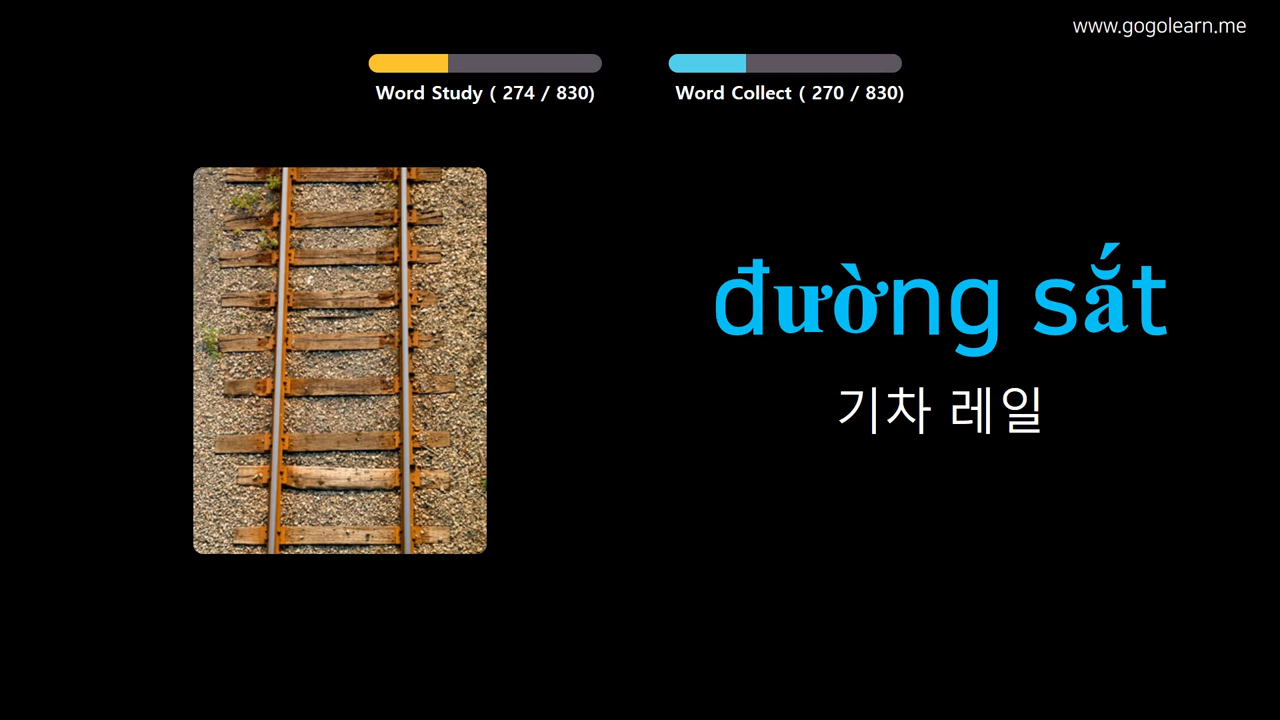 www.gogolearn.me
Word Study ( 274 / 830)
Word Collect ( 270 / 830)
đường sắt
기차 레일